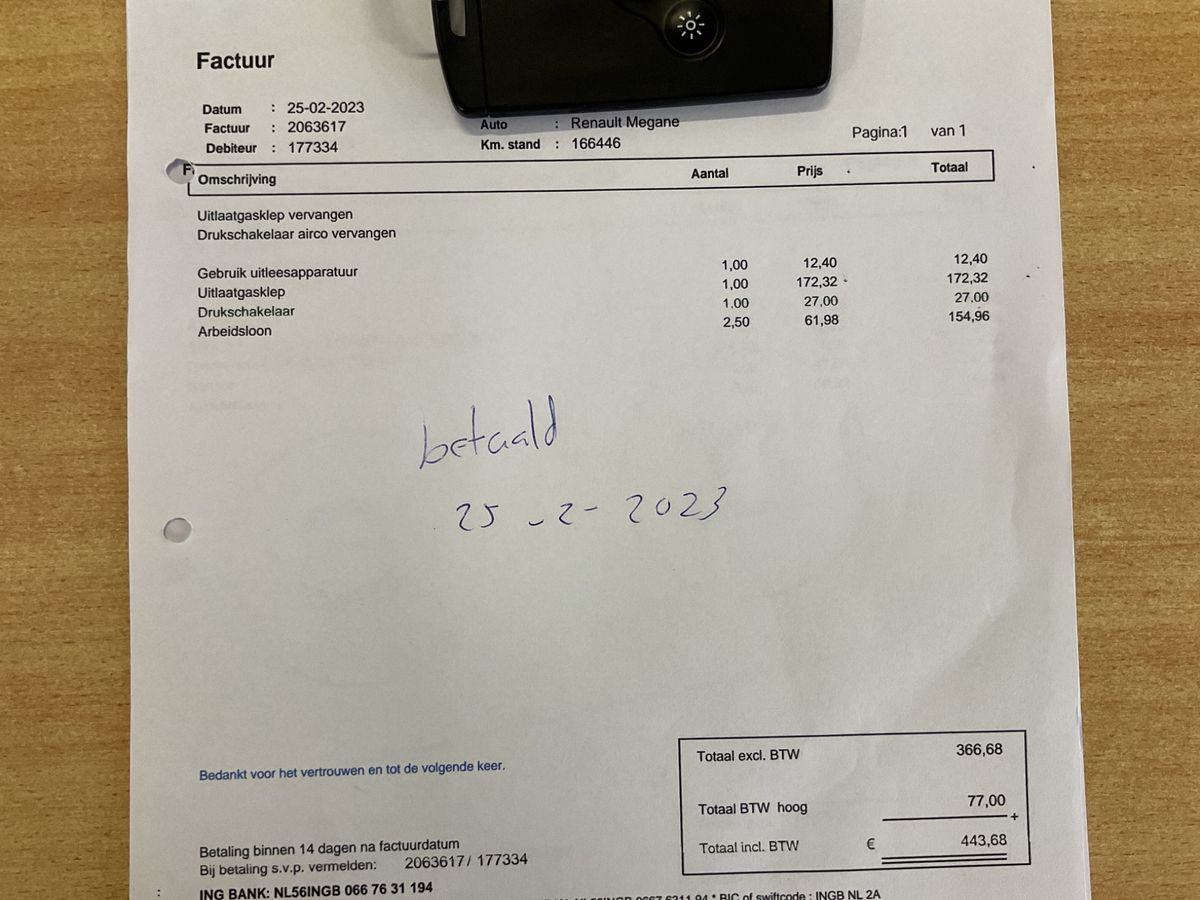 Factuur
Datum : 25-02-2023
Factuur : 2063617
Debiteur : 177334
Auto : Renault Megane
Km. stand : 166446
Pagina:1 van 1
Omschrijving Aantal Prijs Totaal
Uitlaatgasklep vervangen
Drukschakelaar airco vervangen
Gebruik uitleesapparatuur 1,00 12,40 12,40
Uitlaatgasklep 1,00 172,32 172,32
Drukschakelaar 1,00 27,00 27,00
Arbeidsloon 2,50 61,98 154,96
betaald
25-2-2023
Bedankt voor het vertrouwen en tot de volgende keer.
Totaal excl. BTW 366,68
Totaal BTW hoog 77,00 +
Totaal incl. BTW € 443,68
Betaling binnen 14 dagen na factuurdatum
Bij betaling s.v.p. vermelden: 2063617/ 177334
: ING BANK: NL56INGB 066 76 31 194
BIC of swiftcode : INGB NL 2A